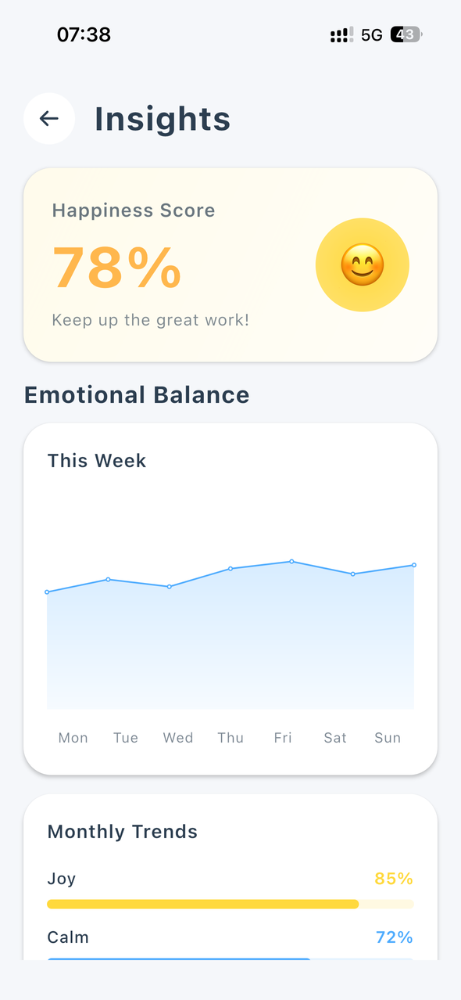 07:38 5G 43
Insights
Happiness Score
78%
Keep up the great work!
Emotional Balance
This Week
Mon Tue Wed Thu Fri Sat Sun
Monthly Trends
Joy 85%
Calm 72%